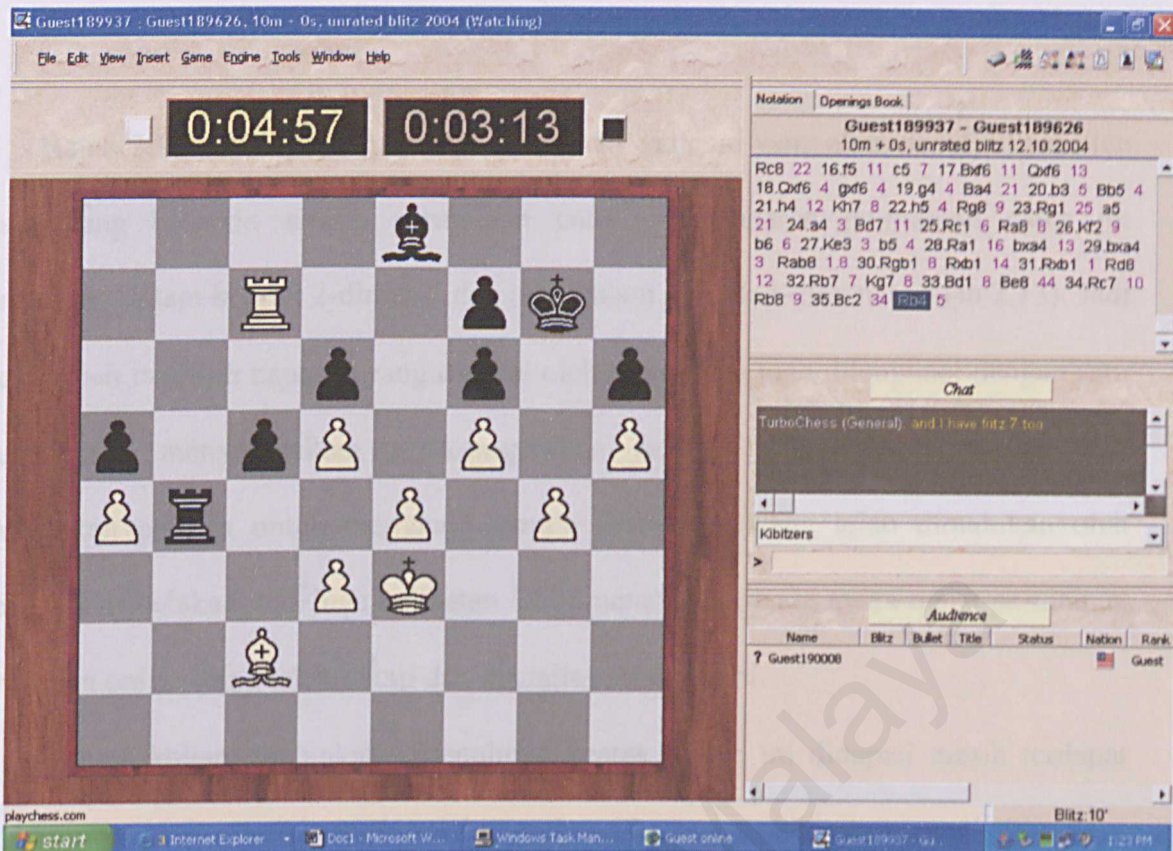 Guest189937 : Guest189626, 10m + 0s, unrated blitz 2004 (Watching)
File Edit View Insert Game Engine Tools Window Help
0:04:57 0:03:13
Notation Openings Book
Guest189937 - Guest189626
10m + 0s, unrated blitz 12.10.2004
Rc8 22 16.f5 11 c5 7 17.Bxf6 11 Qxf6 13
18.Qxf6 4 gxf6 4 19.g4 4 Ba4 21 20.b3 5 Bb5 4
21.h4 12 Kh7 8 22.h5 4 Rg8 9 23.Rg1 25 a5
21 24.a4 3 Bd7 11 25.Rc1 6 Ra8 8 26.Kf2 9
b6 6 27.Ke3 3 b5 4 28.Ra1 16 bxa4 13 29.bxa4
3 Rab8 1.8 30.Rgb1 8 Rxb1 14 31.Rxb1 1 Rd8
12 32.Rb7 7 Kg7 8 33.Bd1 8 Be8 44 34.Rc7 10
Rb8 9 35.Bc2 34 Rb4 5
Chat
TurboChess (General): and I have fritz 7 too
Kibitzers
>
Audience
Name Blitz Bullet Title Status Nation Rank
? Guest190008 Guest
playchess.com
Blitz:10'
start 3 Internet Explorer Doc1 - Microsoft W... Windows Task Man... Guest online Guest189937 - Gu... 1:23 PM
Malaya